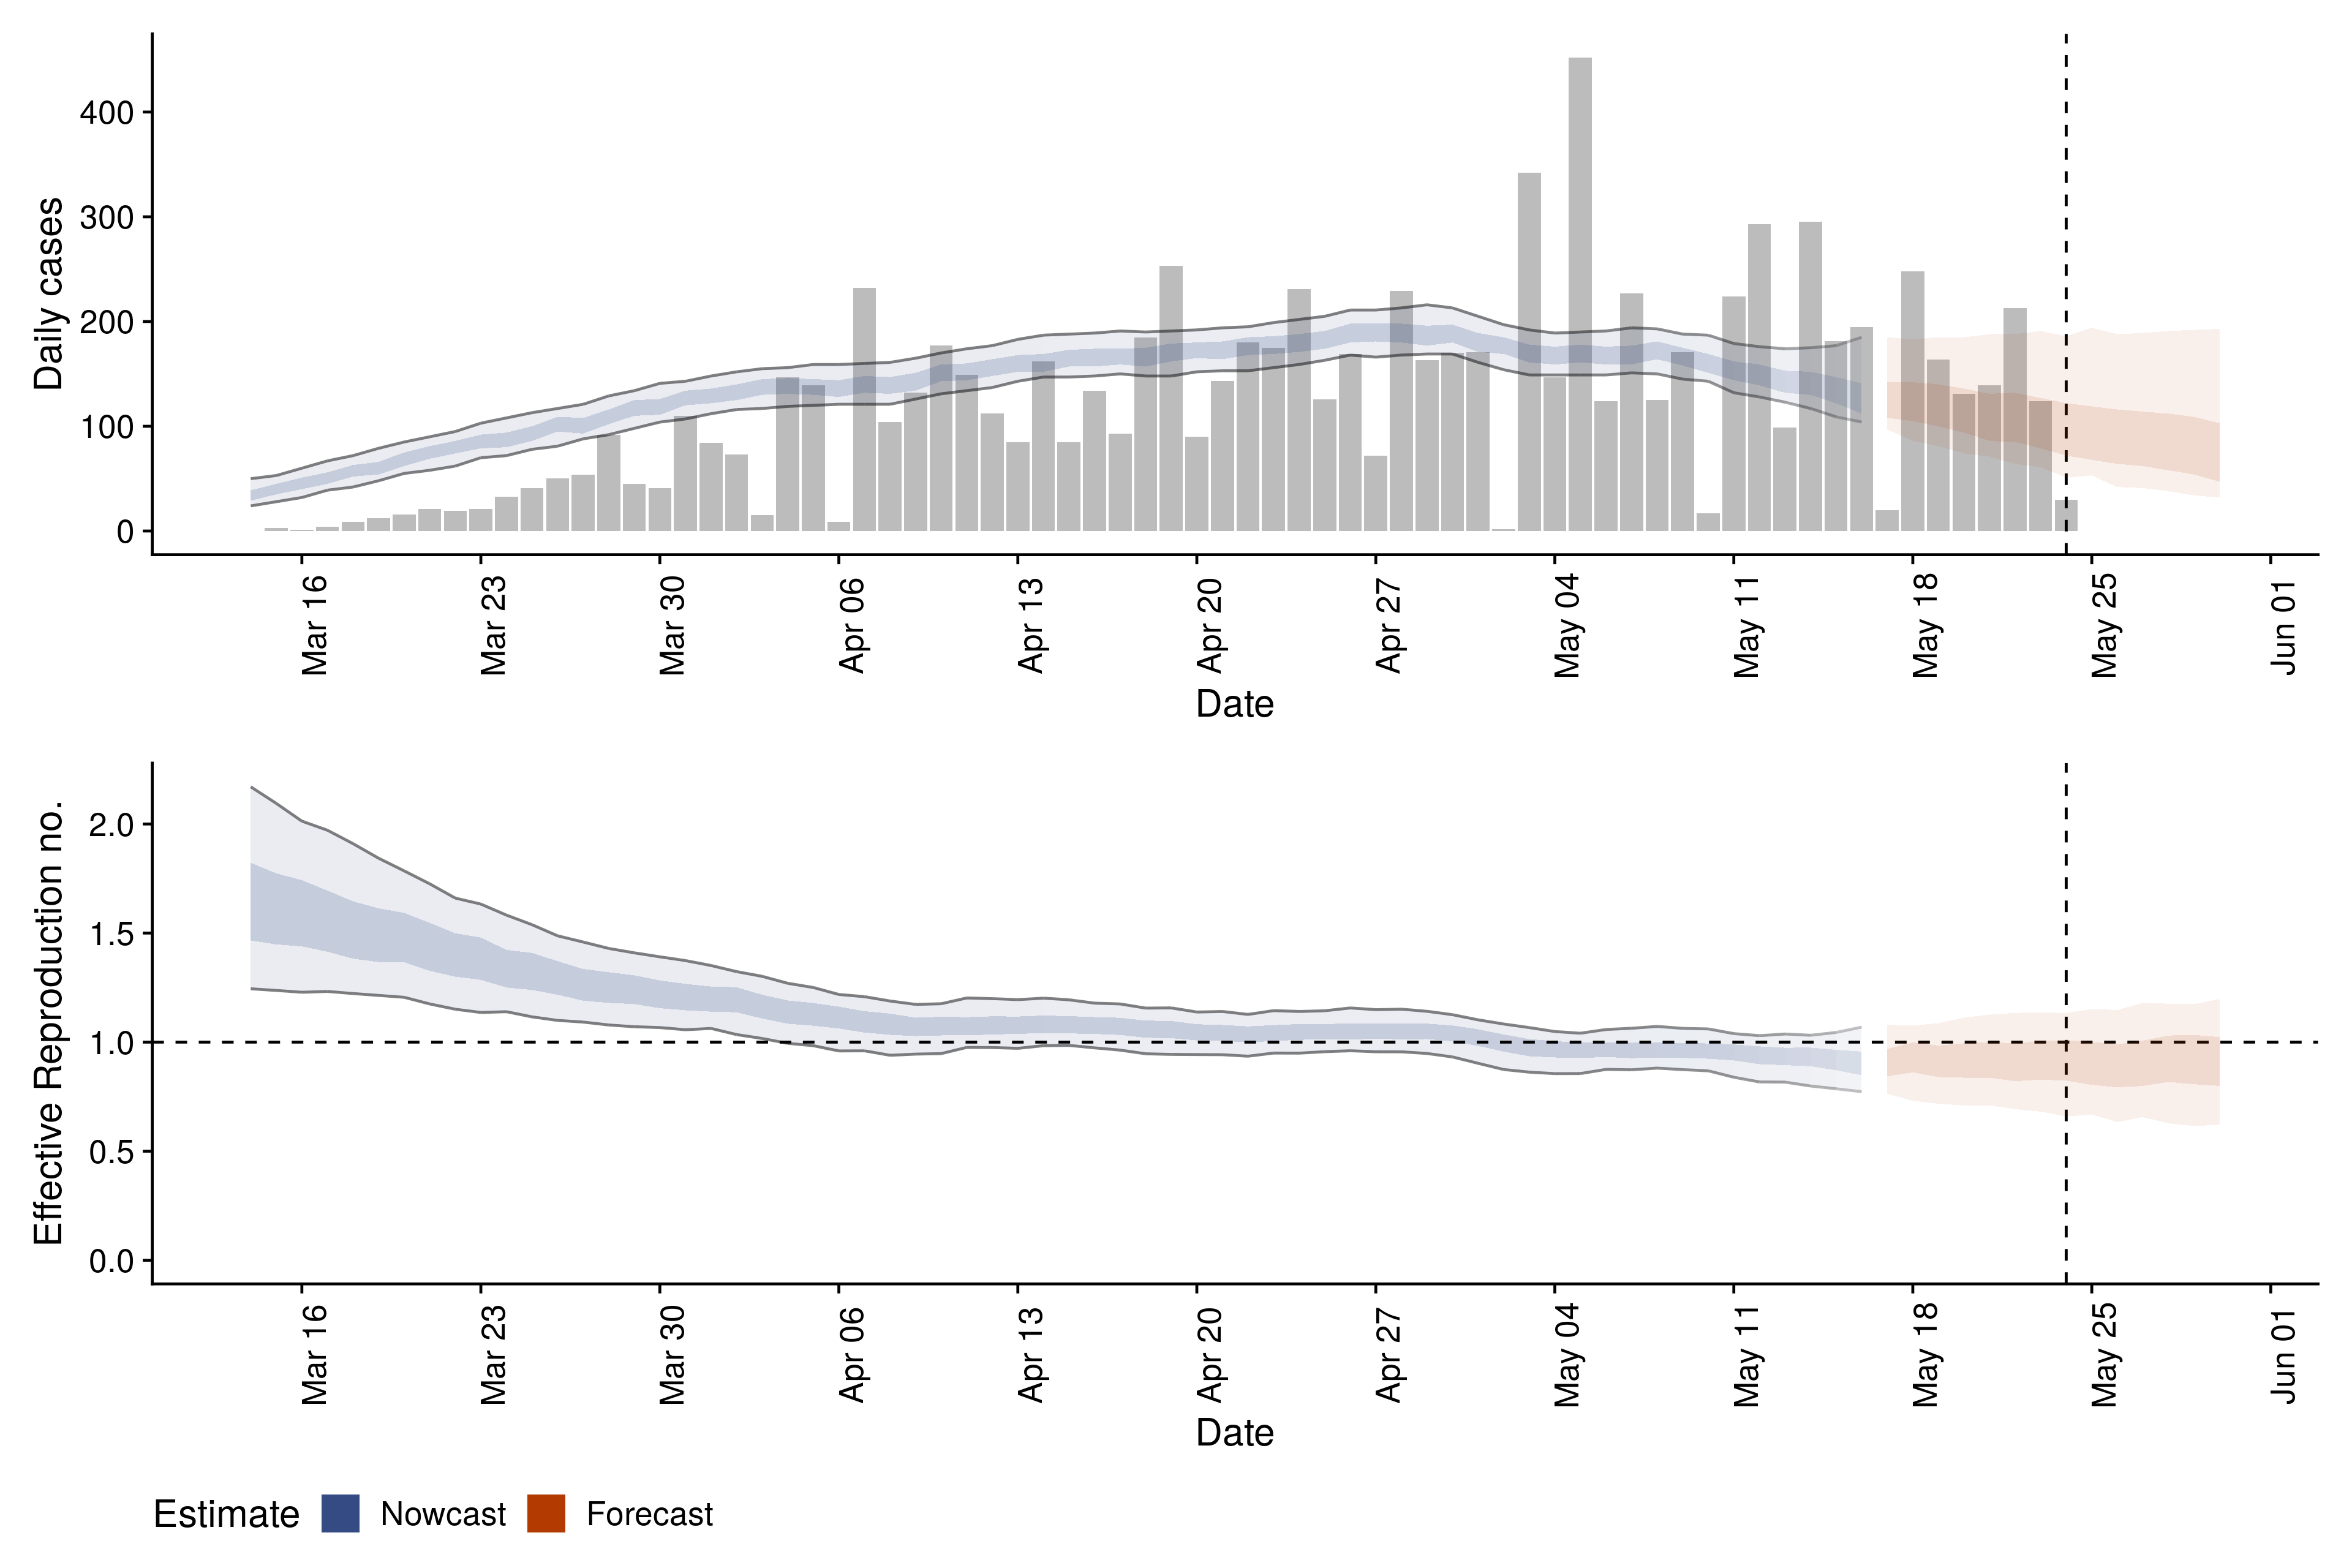 Daily cases
400
300
200
100
0
Mar 16
Mar 23
Mar 30
Apr 06
Apr 13
Apr 20
Apr 27
May 04
May 11
May 18
May 25
Jun 01
Date
Effective Reproduction no.
2.0
1.5
1.0
0.5
0.0
Mar 16
Mar 23
Mar 30
Apr 06
Apr 13
Apr 20
Apr 27
May 04
May 11
May 18
May 25
Jun 01
Date
Estimate Nowcast Forecast